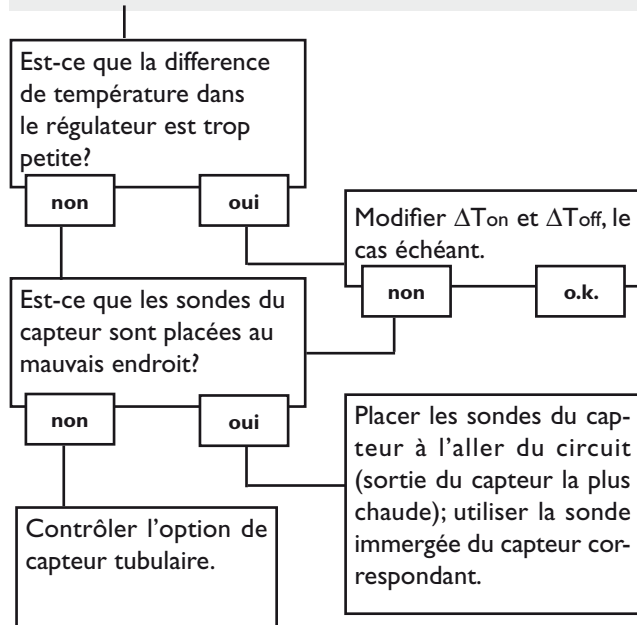 Est-ce que la difference
de température dans
le régulateur est trop
petite?
non
oui
Modifier ΔTon et ΔToff, le
cas échéant.
non
o.k.
Est-ce que les sondes du
capteur sont placées au
mauvais endroit?
non
oui
Placer les sondes du cap-
teur à l’aller du circuit
(sortie du capteur la plus
chaude); utiliser la sonde
immergée du capteur cor-
respondant.
Contrôler l’option de
capteur tubulaire.